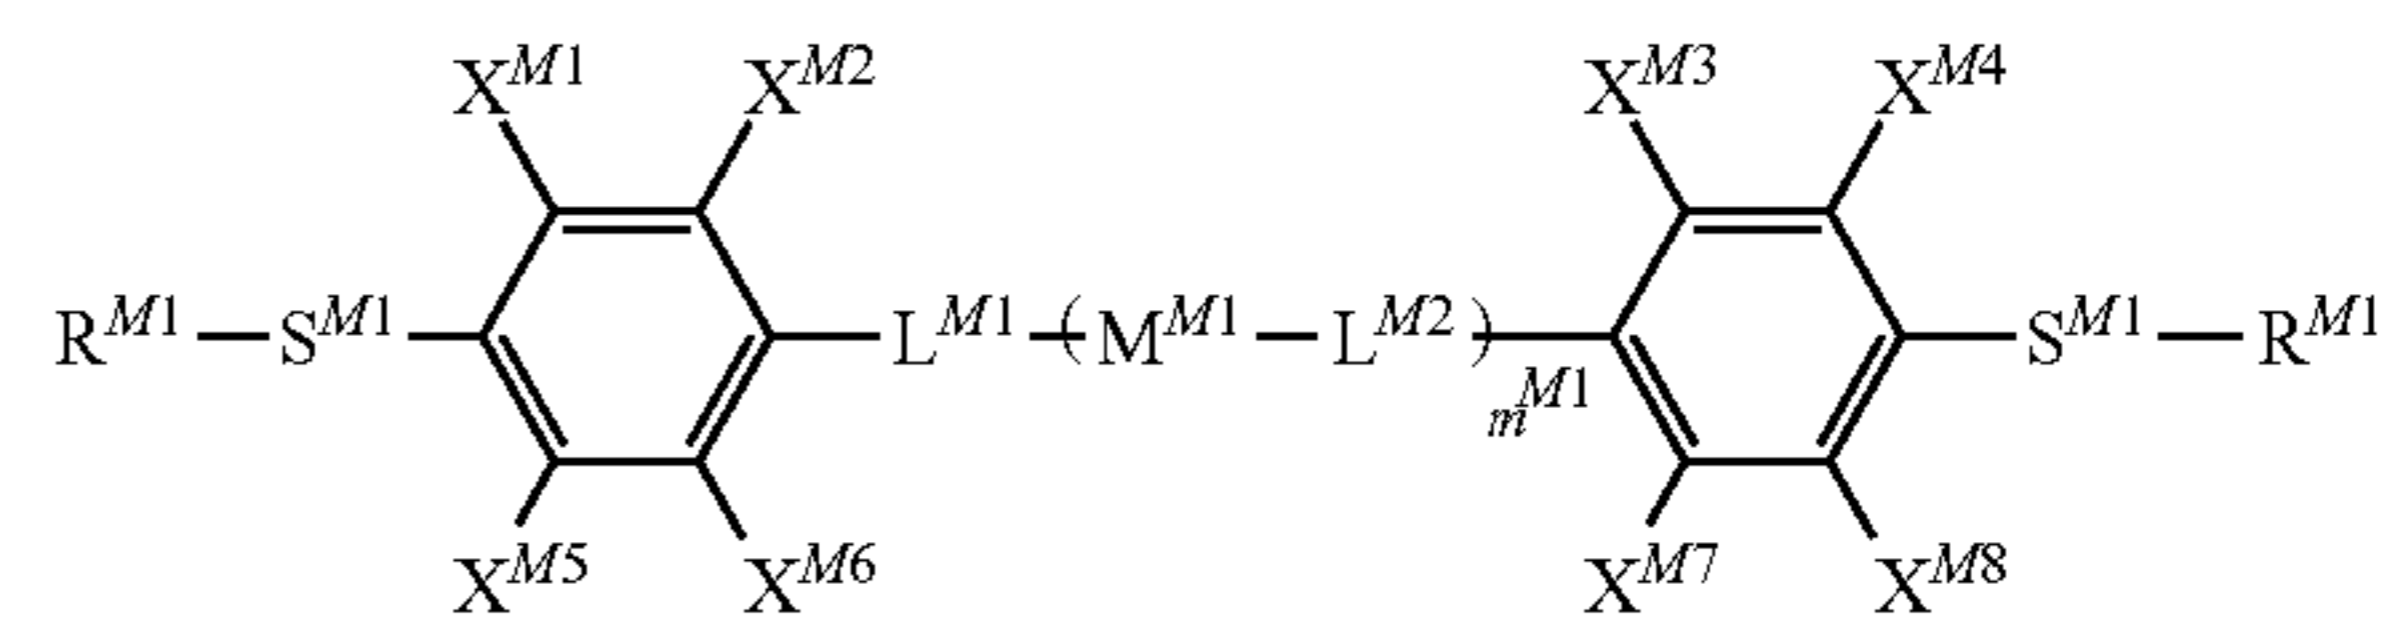 X^M1 X^M2 X^M3 X^M4
R^M1—S^M1 L^M1—(M^M1—L^M2)m^M1 S^M1—R^M1
X^M5 X^M6 X^M7 X^M8